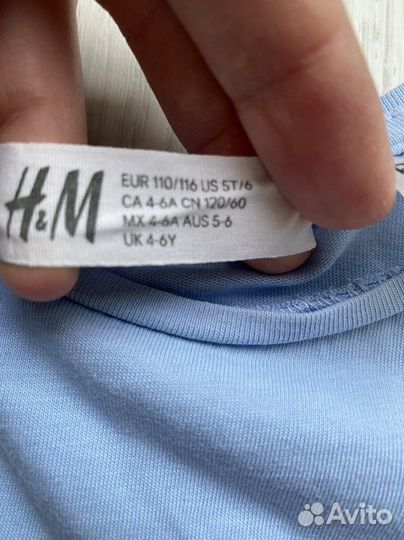 H&M
EUR 110/116 US 5T/6
CA 4-6A CN 120/60
MX 4-6A AUS 5-6
UK 4-6Y
Avito